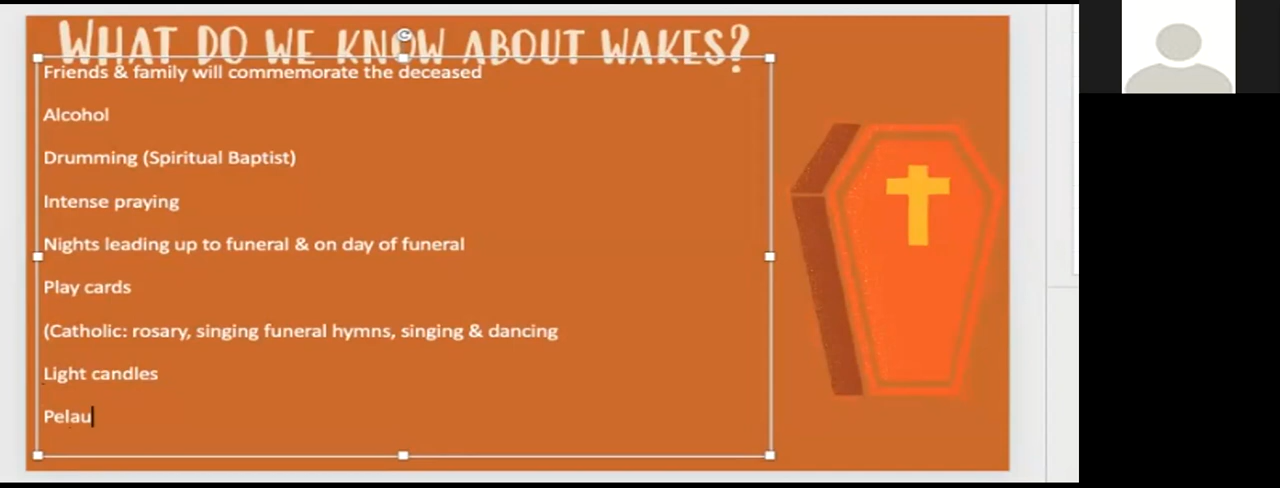 WHAT DO WE KNOW ABOUT WAKES?
Friends & family will commemorate the deceased
Alcohol
Drumming (Spiritual Baptist)
Intense praying
Nights leading up to funeral & on day of funeral
Play cards
(Catholic: rosary, singing funeral hymns, singing & dancing
Light candles
Pelau